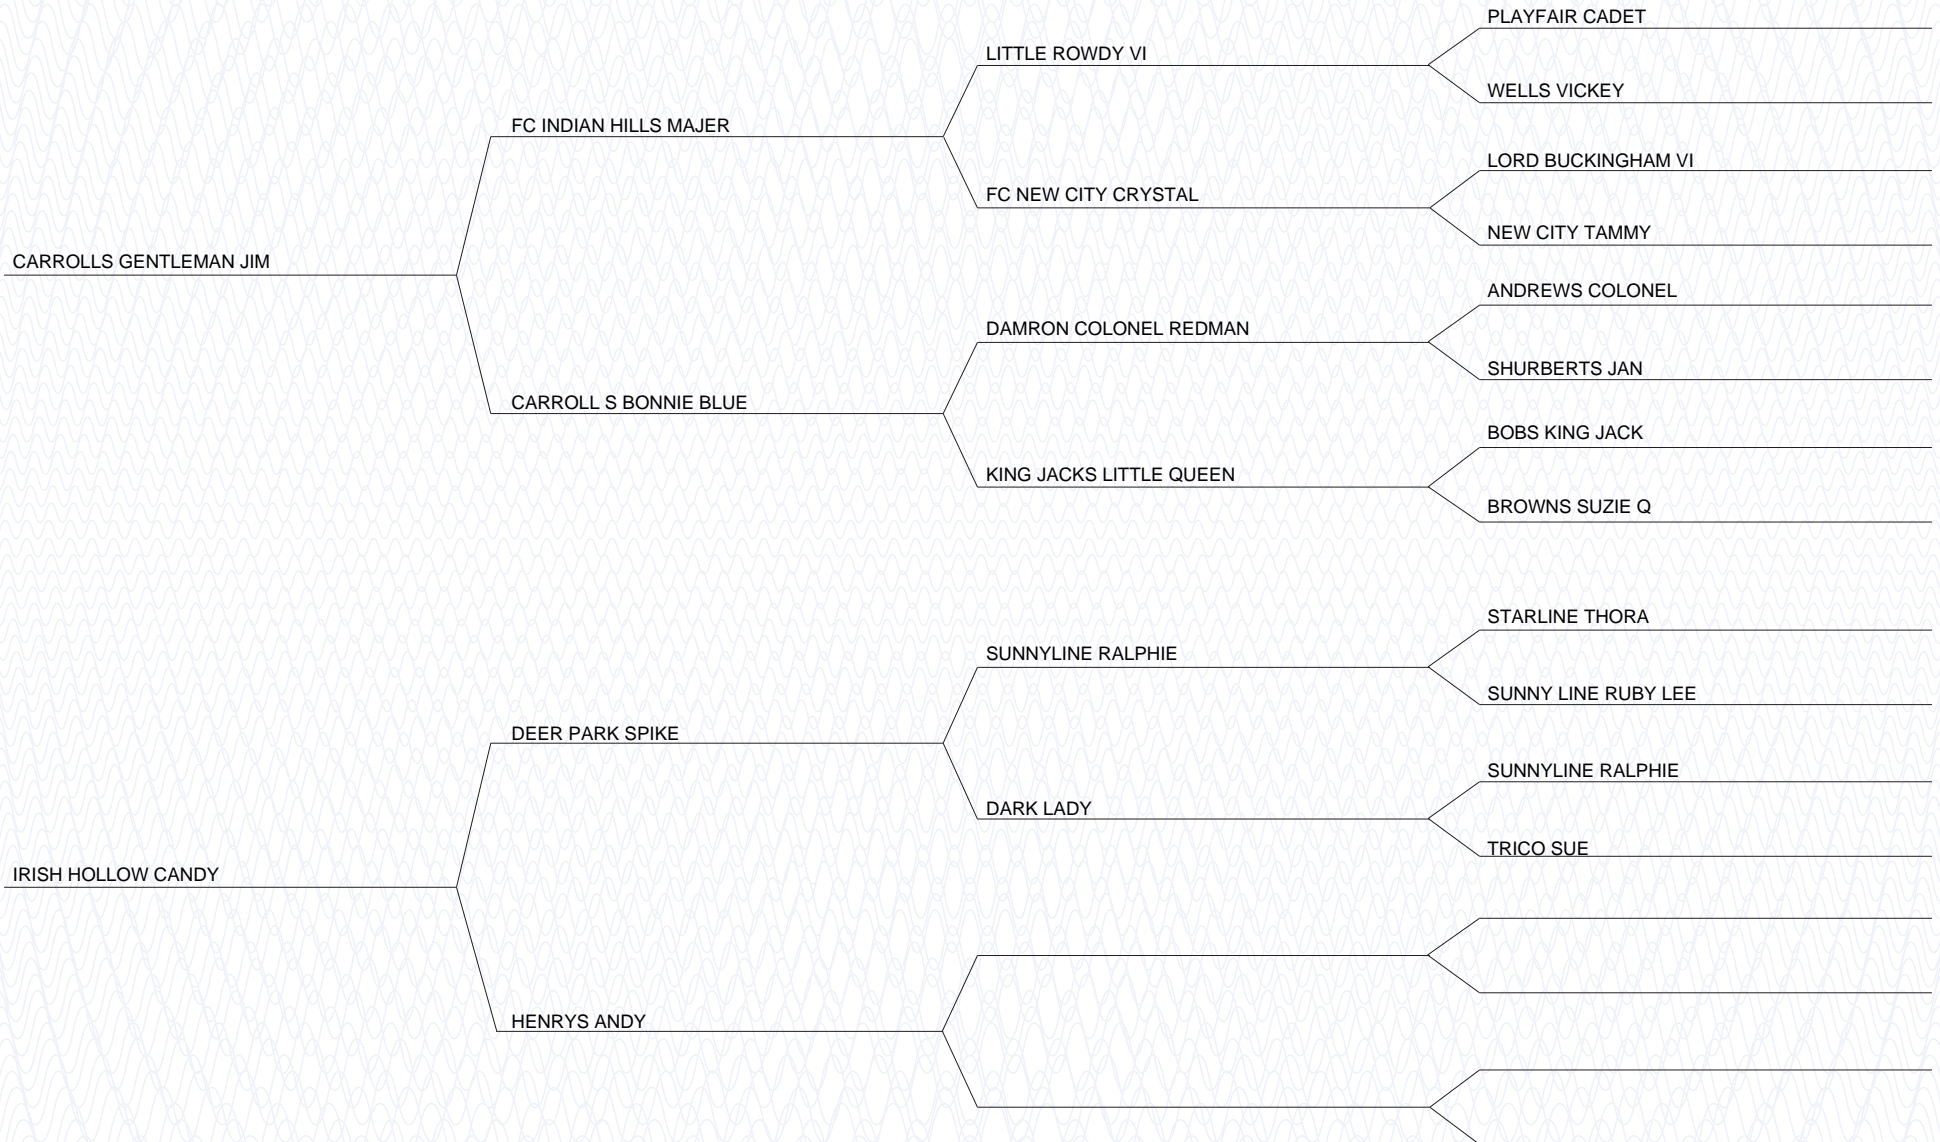 PLAYFAIR CADET
LITTLE ROWDY VI
WELLS VICKEY
FC INDIAN HILLS MAJER
LORD BUCKINGHAM VI
FC NEW CITY CRYSTAL
NEW CITY TAMMY
CARROLLS GENTLEMAN JIM
ANDREWS COLONEL
DAMRON COLONEL REDMAN
SHURBERTS JAN
CARROLL S BONNIE BLUE
BOBS KING JACK
KING JACKS LITTLE QUEEN
BROWNS SUZIE Q
STARLINE THORA
SUNNYLINE RALPHIE
SUNNY LINE RUBY LEE
DEER PARK SPIKE
SUNNYLINE RALPHIE
DARK LADY
TRICO SUE
IRISH HOLLOW CANDY
HENRYS ANDY